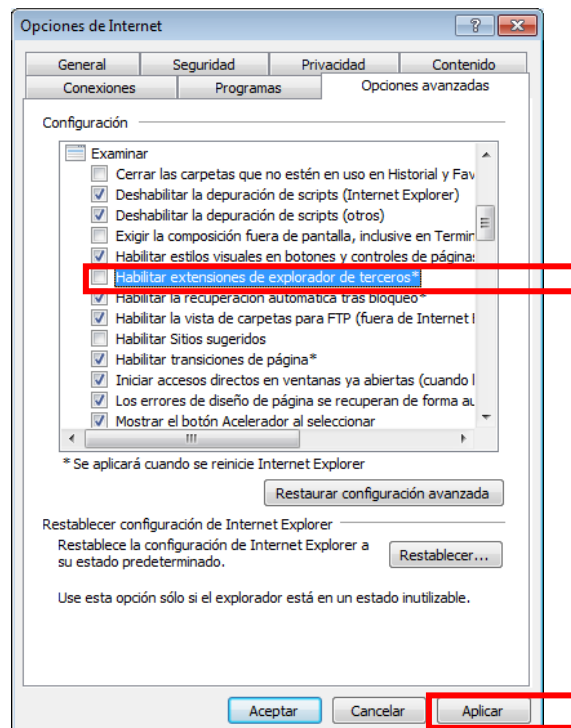 Opciones de Internet
General Seguridad Privacidad Contenido
Conexiones Programas Opciones avanzadas
Configuración
Examinar
Cerrar las carpetas que no estén en uso en Historial y Fav
Deshabilitar la depuración de scripts (Internet Explorer)
Deshabilitar la depuración de scripts (otros)
Exigir la composición fuera de pantalla, inclusive en Termin
Habilitar estilos visuales en botones y controles de página
Habilitar extensiones de explorador de terceros*
Habilitar la recuperación automática tras bloqueo*
Habilitar la vista de carpetas para FTP (fuera de Internet
Habilitar Sitios sugeridos
Habilitar transiciones de página*
Iniciar accesos directos en ventanas ya abiertas (cuando
Los errores de diseño de página se recuperan de forma au
Mostrar el botón Acelerador al seleccionar
* Se aplicará cuando se reinicie Internet Explorer
Restaurar configuración avanzada
Restablecer configuración de Internet Explorer
Restablece la configuración de Internet Explorer a
su estado predeterminado.
Restablecer...
Use esta opción sólo si el explorador está en un estado inutilizable.
Aceptar Cancelar Aplicar